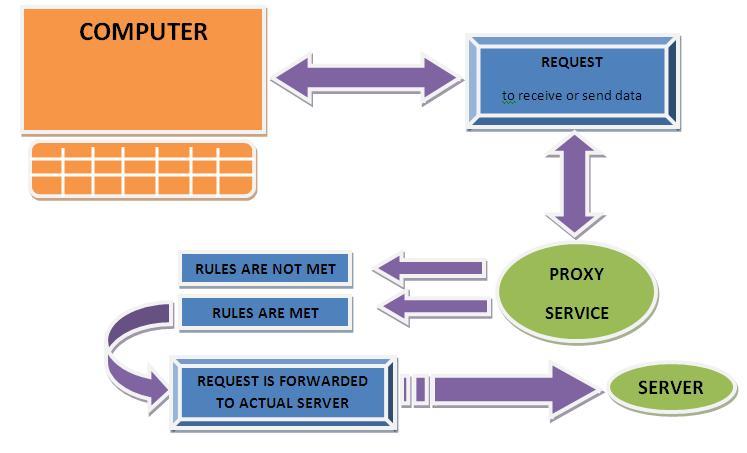 COMPUTER
REQUEST
to receive or send data
PROXY
SERVICE
RULES ARE NOT MET
RULES ARE MET
REQUEST IS FORWARDED
TO ACTUAL SERVER
SERVER